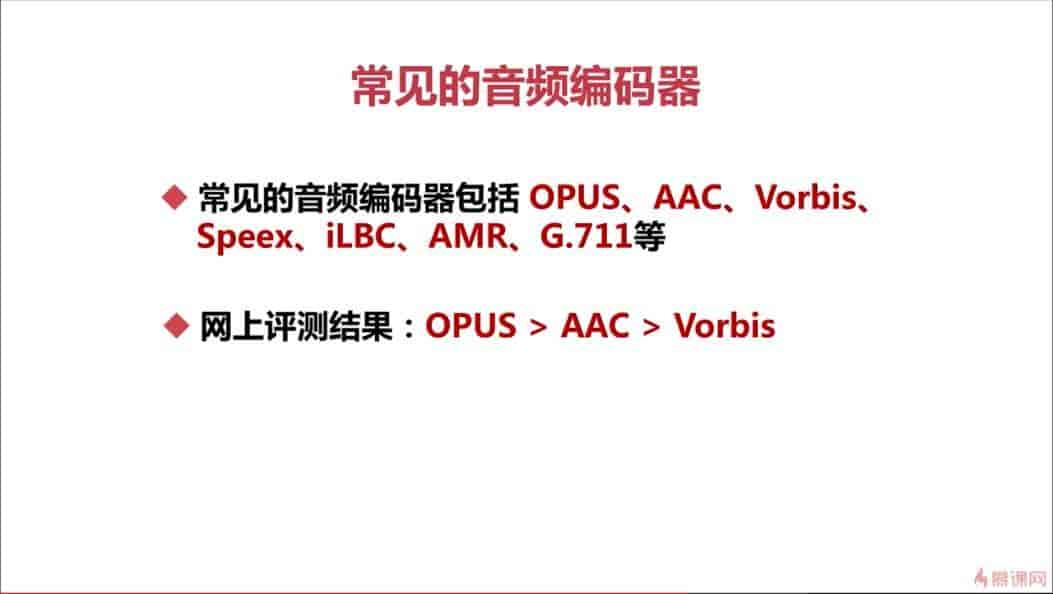 常见的音频编码器
常见的音频编码器包括 OPUS、AAC、Vorbis、
Speex、iLBC、AMR、G.711等
网上评测结果：OPUS > AAC > Vorbis
慕课网